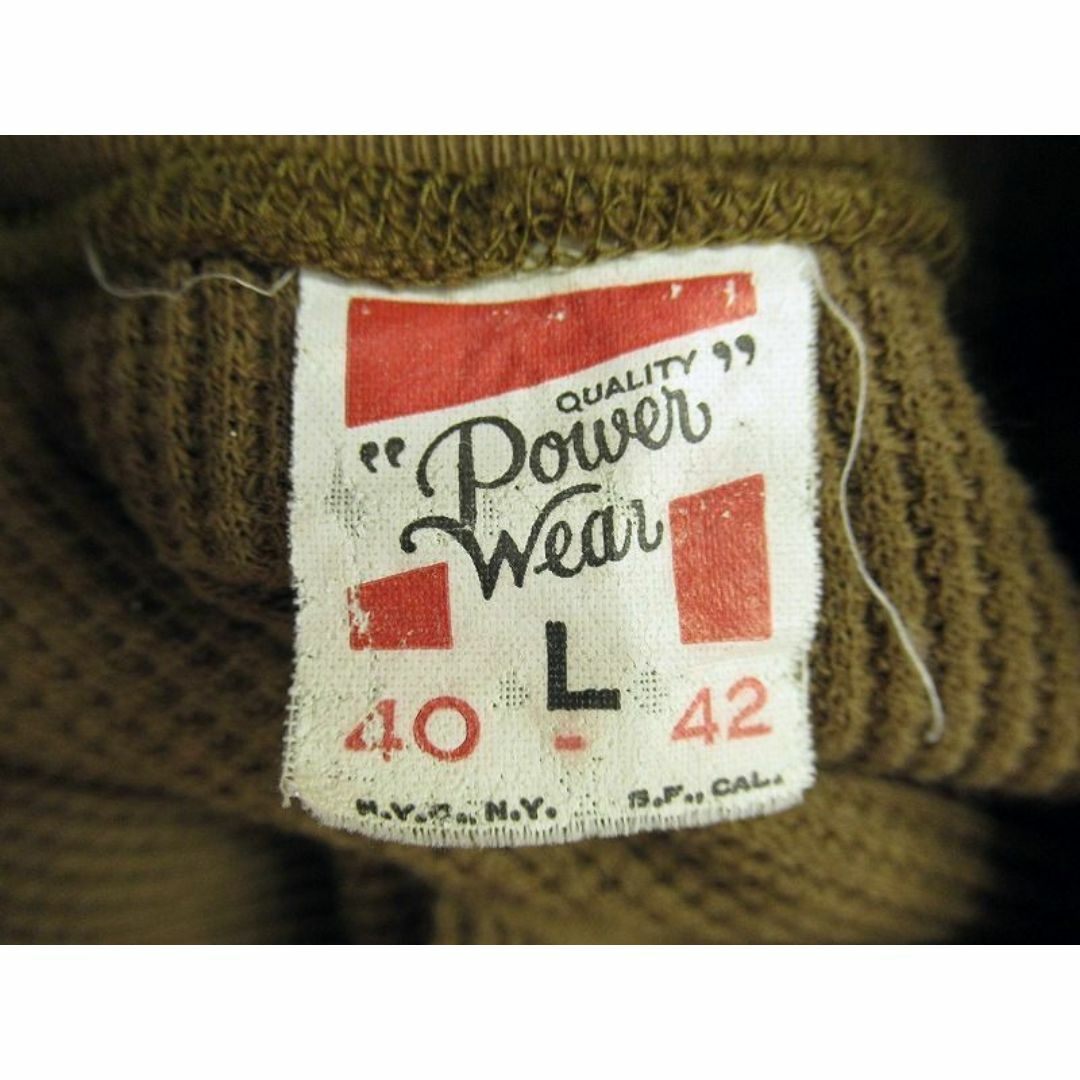 QUALITY
"Power
Wear"
L
40 - 42
N.Y.C., N.Y. S.F., CAL.